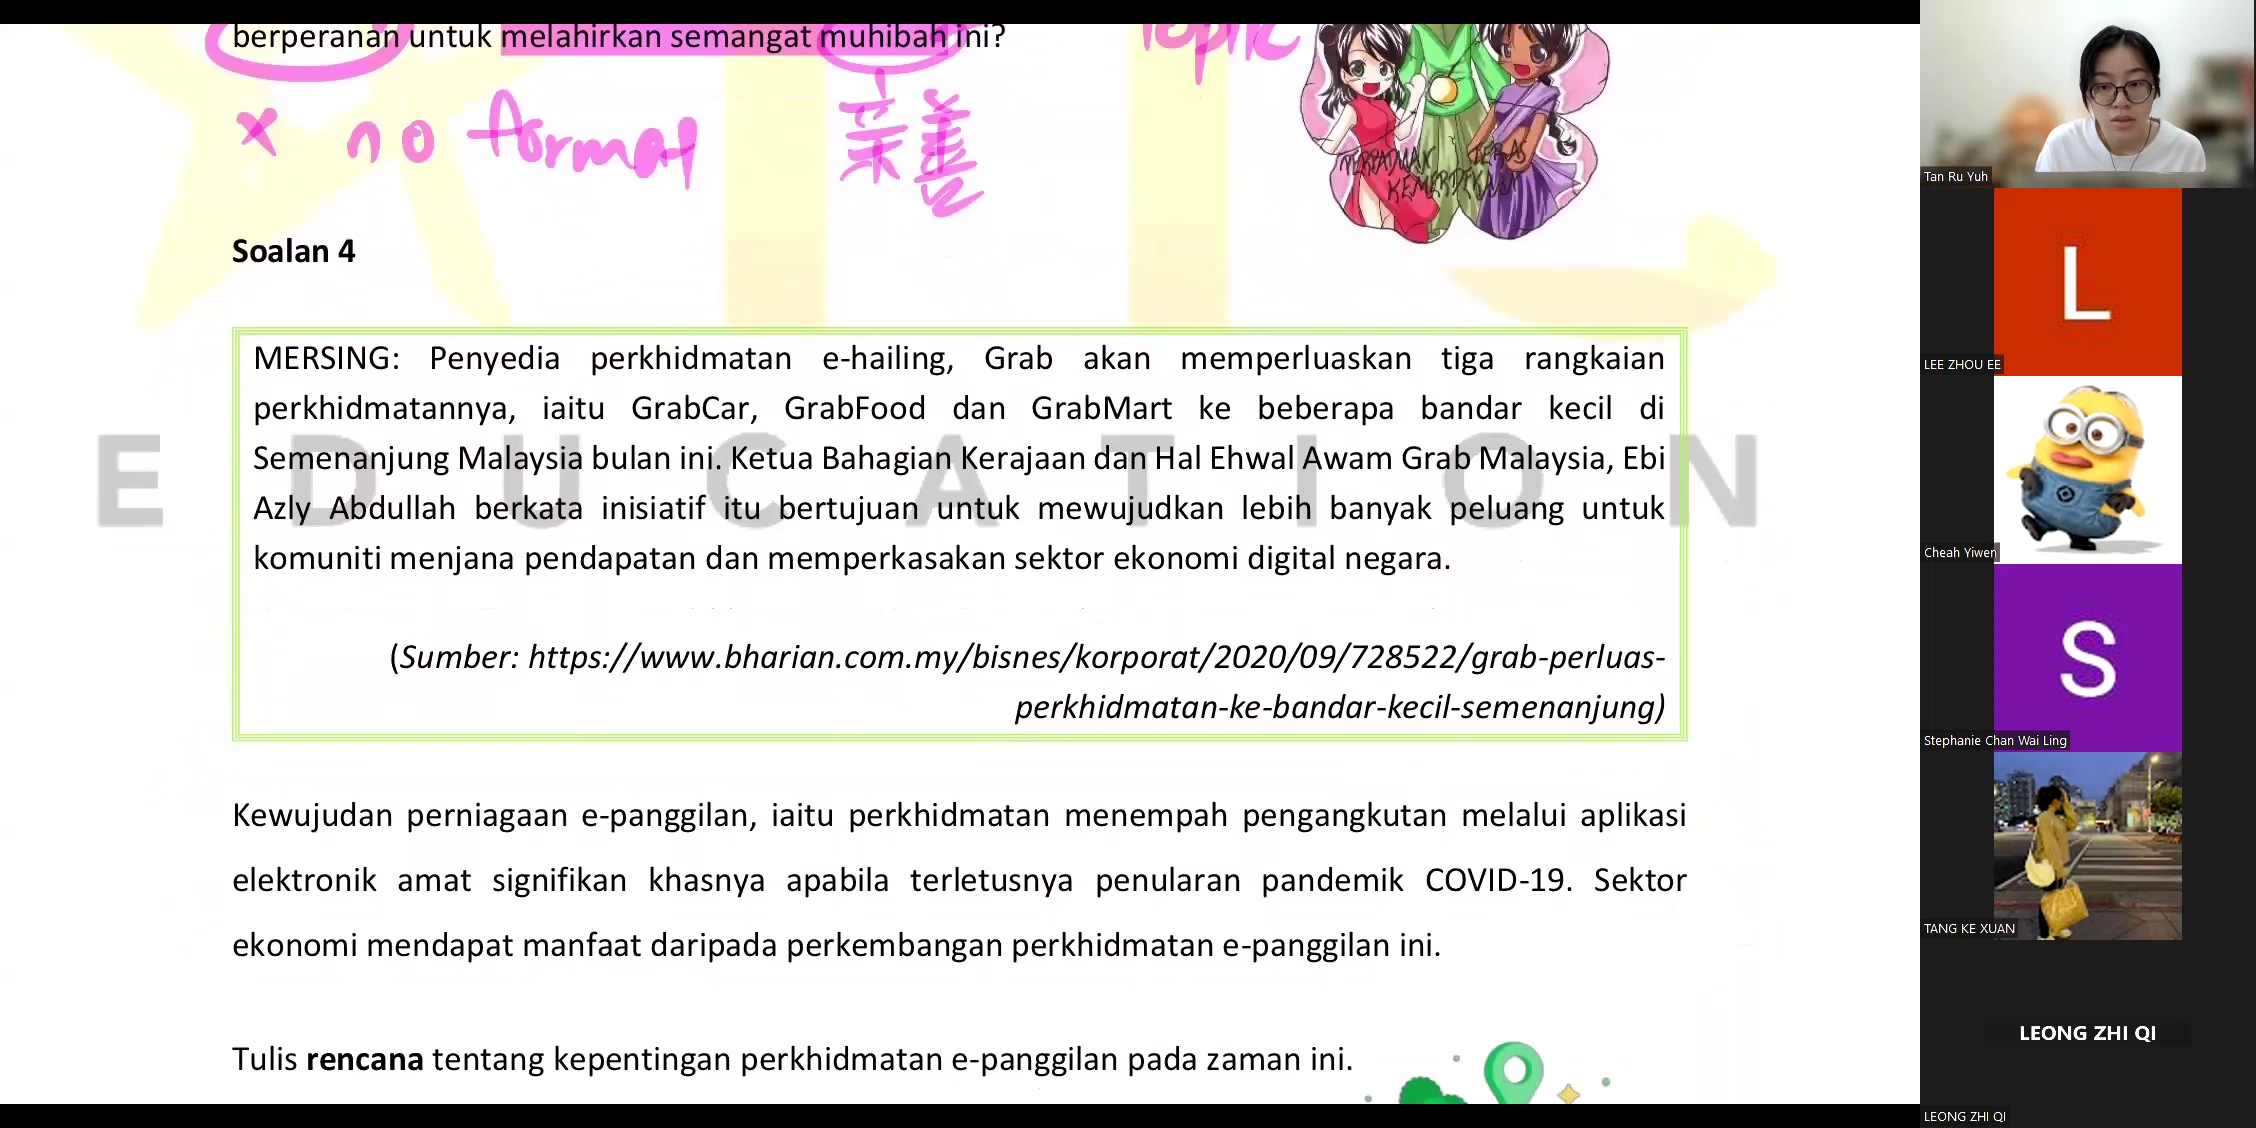 berperanan untuk melahirkan semangat muhibah ini?
Topic
x no format
亲善
PERPADUAN TERAS
KEMERDEKAAN
Soalan 4
MERSING: Penyedia perkhidmatan e-hailing, Grab akan memperluaskan tiga rangkaian
perkhidmatannya, iaitu GrabCar, GrabFood dan GrabMart ke beberapa bandar kecil di
Semenanjung Malaysia bulan ini. Ketua Bahagian Kerajaan dan Hal Ehwal Awam Grab Malaysia, Ebi
Azly Abdullah berkata inisiatif itu bertujuan untuk mewujudkan lebih banyak peluang untuk
komuniti menjana pendapatan dan memperkasakan sektor ekonomi digital negara.
(Sumber: https://www.bharian.com.my/bisnes/korporat/2020/09/728522/grab-perluas-
perkhidmatan-ke-bandar-kecil-semenanjung)
EDUCATION
Kewujudan perniagaan e-panggilan, iaitu perkhidmatan menempah pengangkutan melalui aplikasi
elektronik amat signifikan khasnya apabila terletusnya penularan pandemik COVID-19. Sektor
ekonomi mendapat manfaat daripada perkembangan perkhidmatan e-panggilan ini.
Tulis rencana tentang kepentingan perkhidmatan e-panggilan pada zaman ini.
Tan Ru Yuh
L
LEE ZHOU EE
Cheah Yiwen
S
Stephanie Chan Wai Ling
TANG KE XUAN
LEONG ZHI QI
LEONG ZHI QI